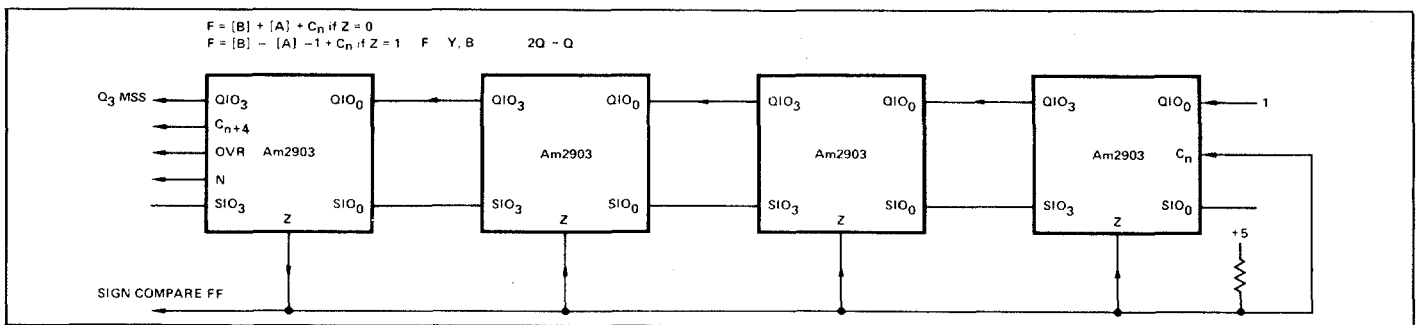 F = [B] + [A] + Cn if Z = 0
F = [B] – [A] –1 + Cn if Z = 1 F Y, B 2Q – Q
Q3 MSS
QIO3 QIO0
Cn+4
OVR Am2903
N
SIO3 SIO0
Z
QIO3 QIO0
Am2903
SIO3 SIO0
Z
QIO3 QIO0
Am2903
SIO3 SIO0
Z
QIO3 QIO0
Cn
Am2903
SIO3 SIO0
Z
1
+5
SIGN COMPARE FF